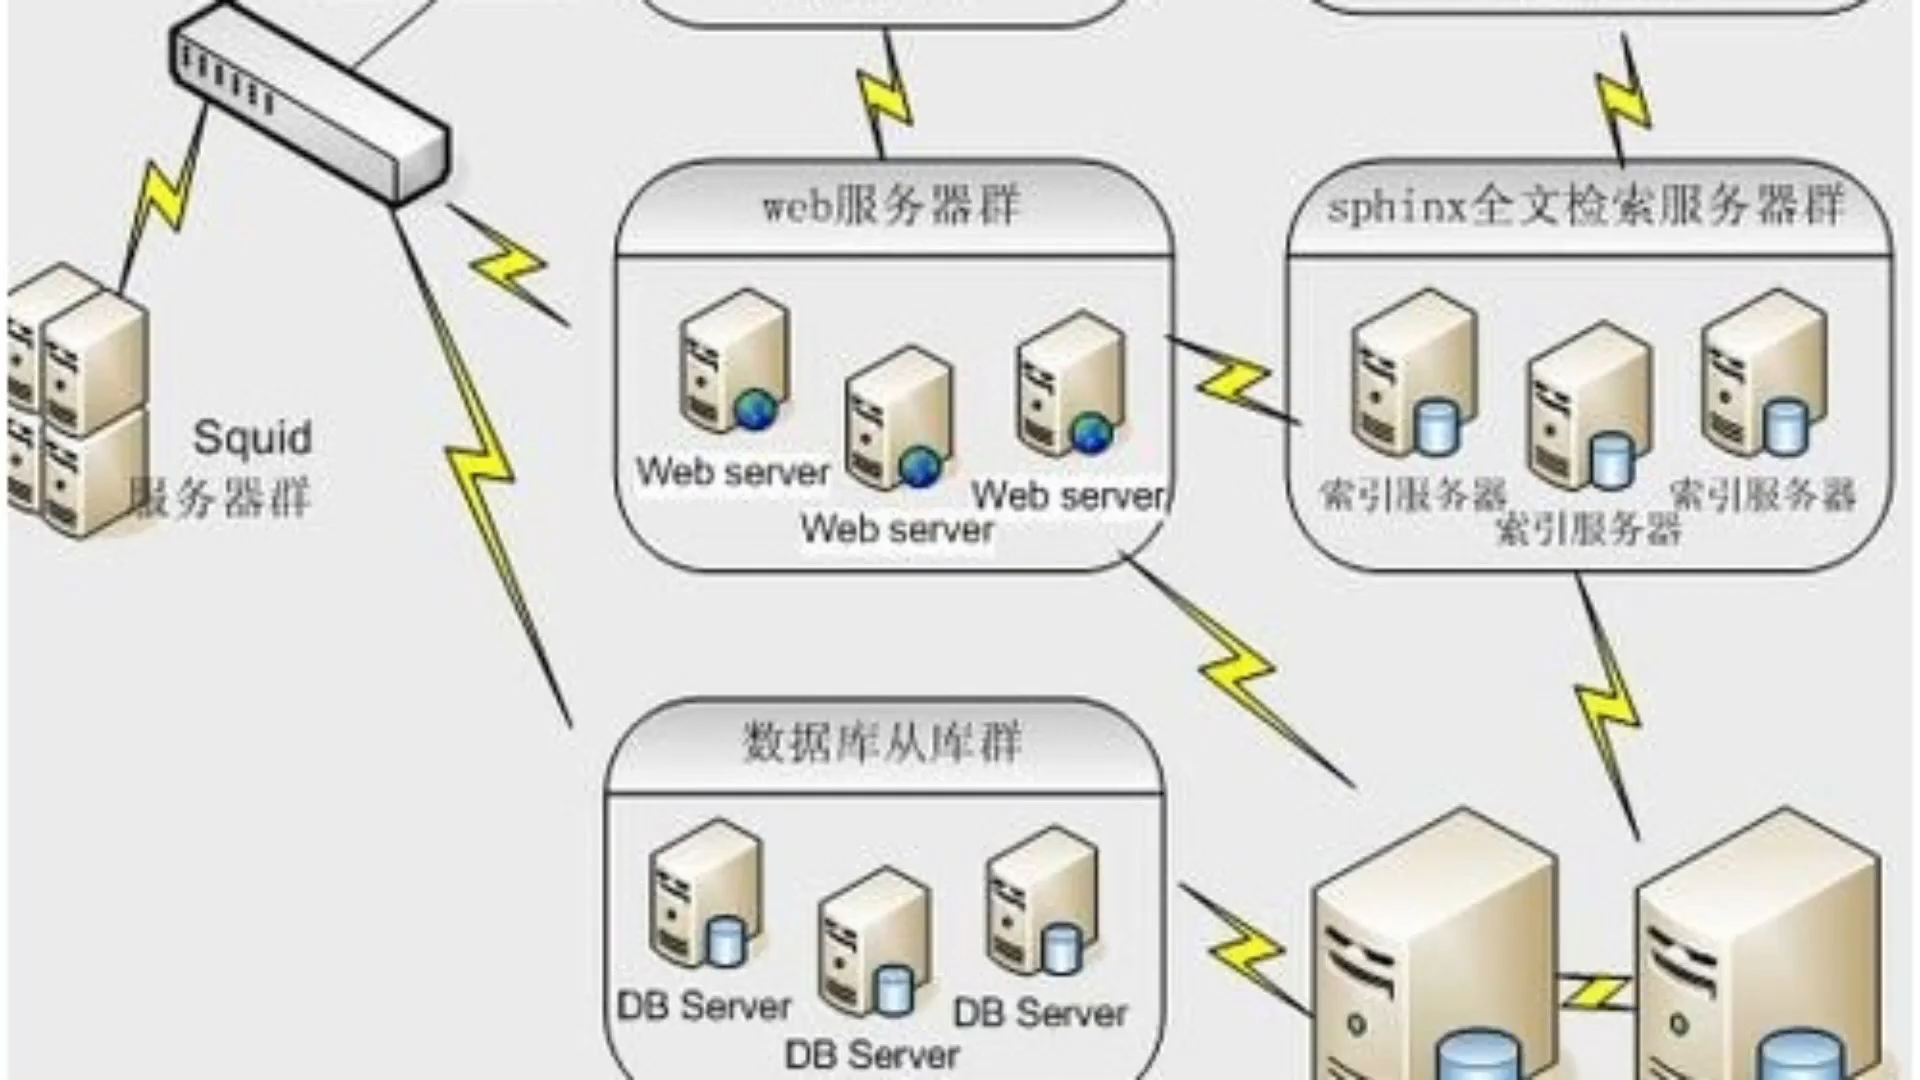 web服务器群
sphinx全文检索服务器群
Squid
服务器群
Web server
Web server
Web server
索引服务器
索引服务器
索引服务器
数据库从库群
DB Server
DB Server
DB Server